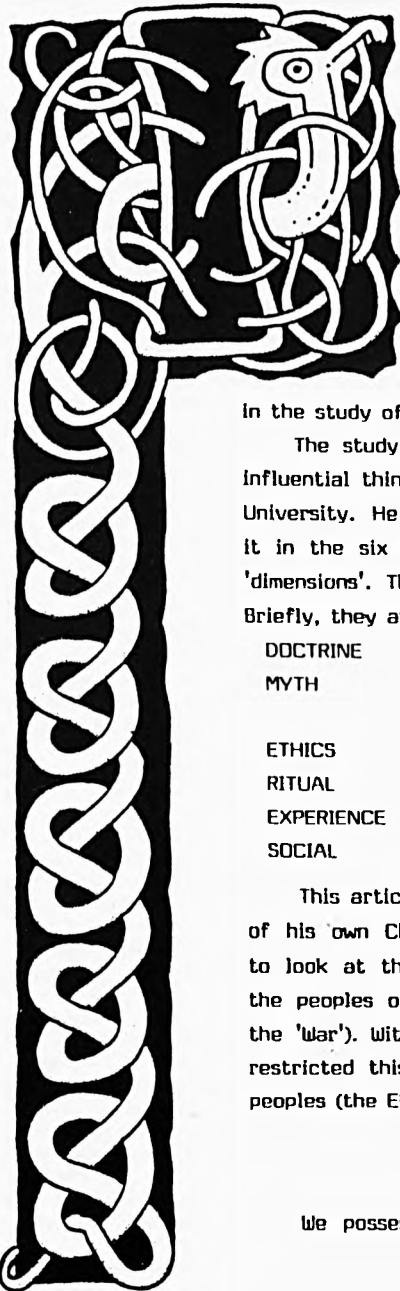 in the study of
The study
influential thin
University. He
it in the six
'dimensions'. Th
Briefly, they a
DOCTRINE
MYTH
ETHICS
RITUAL
EXPERIENCE
SOCIAL
This artic
of his own Ch
to look at th
the peoples o
the 'War'). Wit
restricted this
peoples (the E
We posses